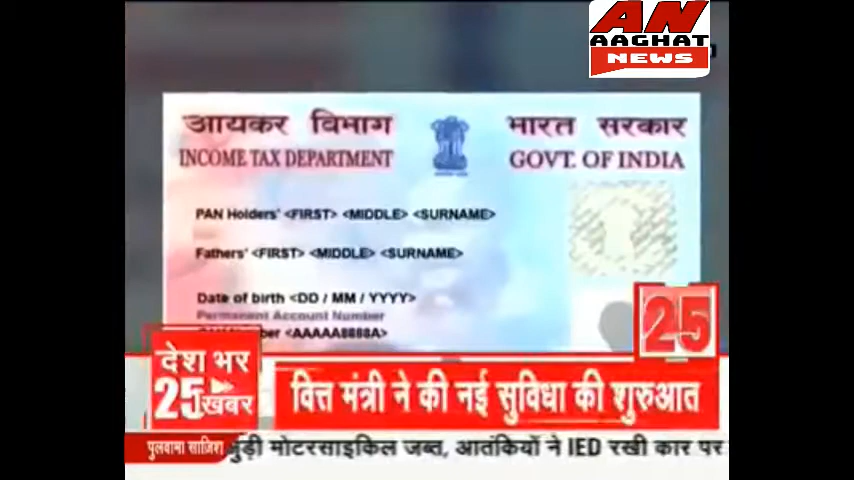 AN
AAGHAT
NEWS
आयकर विभाग
INCOME TAX DEPARTMENT
भारत सरकार
GOVT. OF INDIA
PAN Holders' <FIRST> <MIDDLE> <SURNAME>
Fathers' <FIRST> <MIDDLE> <SURNAME>
Date of birth <DD / MM / YYYY>
Permanent Account Number
<AAAAA8888A>
25
देश भर
25 खबर
वित्त मंत्री ने की नई सुविधा की शुरुआत
पुलवामा साज़िश
मोटरसाइकिल जब्त, आतंकियों ने IED रखी कार पर